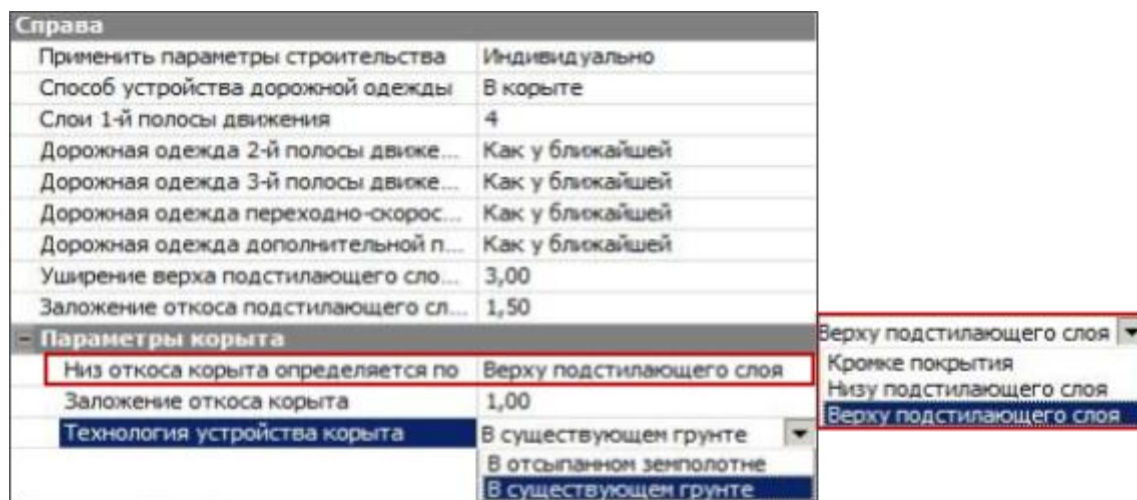 Справа
Применить параметры строительства Индивидуально
Способ устройства дорожной одежды В корыте
Слои 1-й полосы движения 4
Дорожная одежда 2-й полосы движе... Как у ближайшей
Дорожная одежда 3-й полосы движе... Как у ближайшей
Дорожная одежда переходно-скорос... Как у ближайшей
Дорожная одежда дополнительной п... Как у ближайшей
Уширение верха подстилающего сло... 3,00
Заложение откоса подстилающего сл... 1,50
Параметры корыта
Низ откоса корыта определяется по Верху подстилающего слоя
Заложение откоса корыта 1,00
Технология устройства корыта В существующем грунте
В отсыпанном земполотне
В существующем грунте
Верху подстилающего слоя
Кромке покрытия
Низу подстилающего слоя
Верху подстилающего слоя